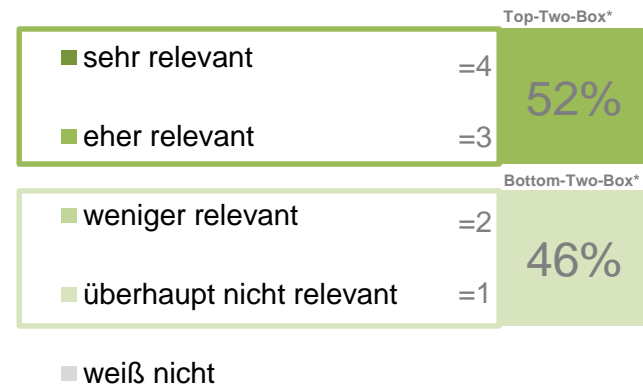 Top-Two-Box*
sehr relevant =4
52%
eher relevant =3
Bottom-Two-Box*
weniger relevant =2
46%
überhaupt nicht relevant =1
weiß nicht